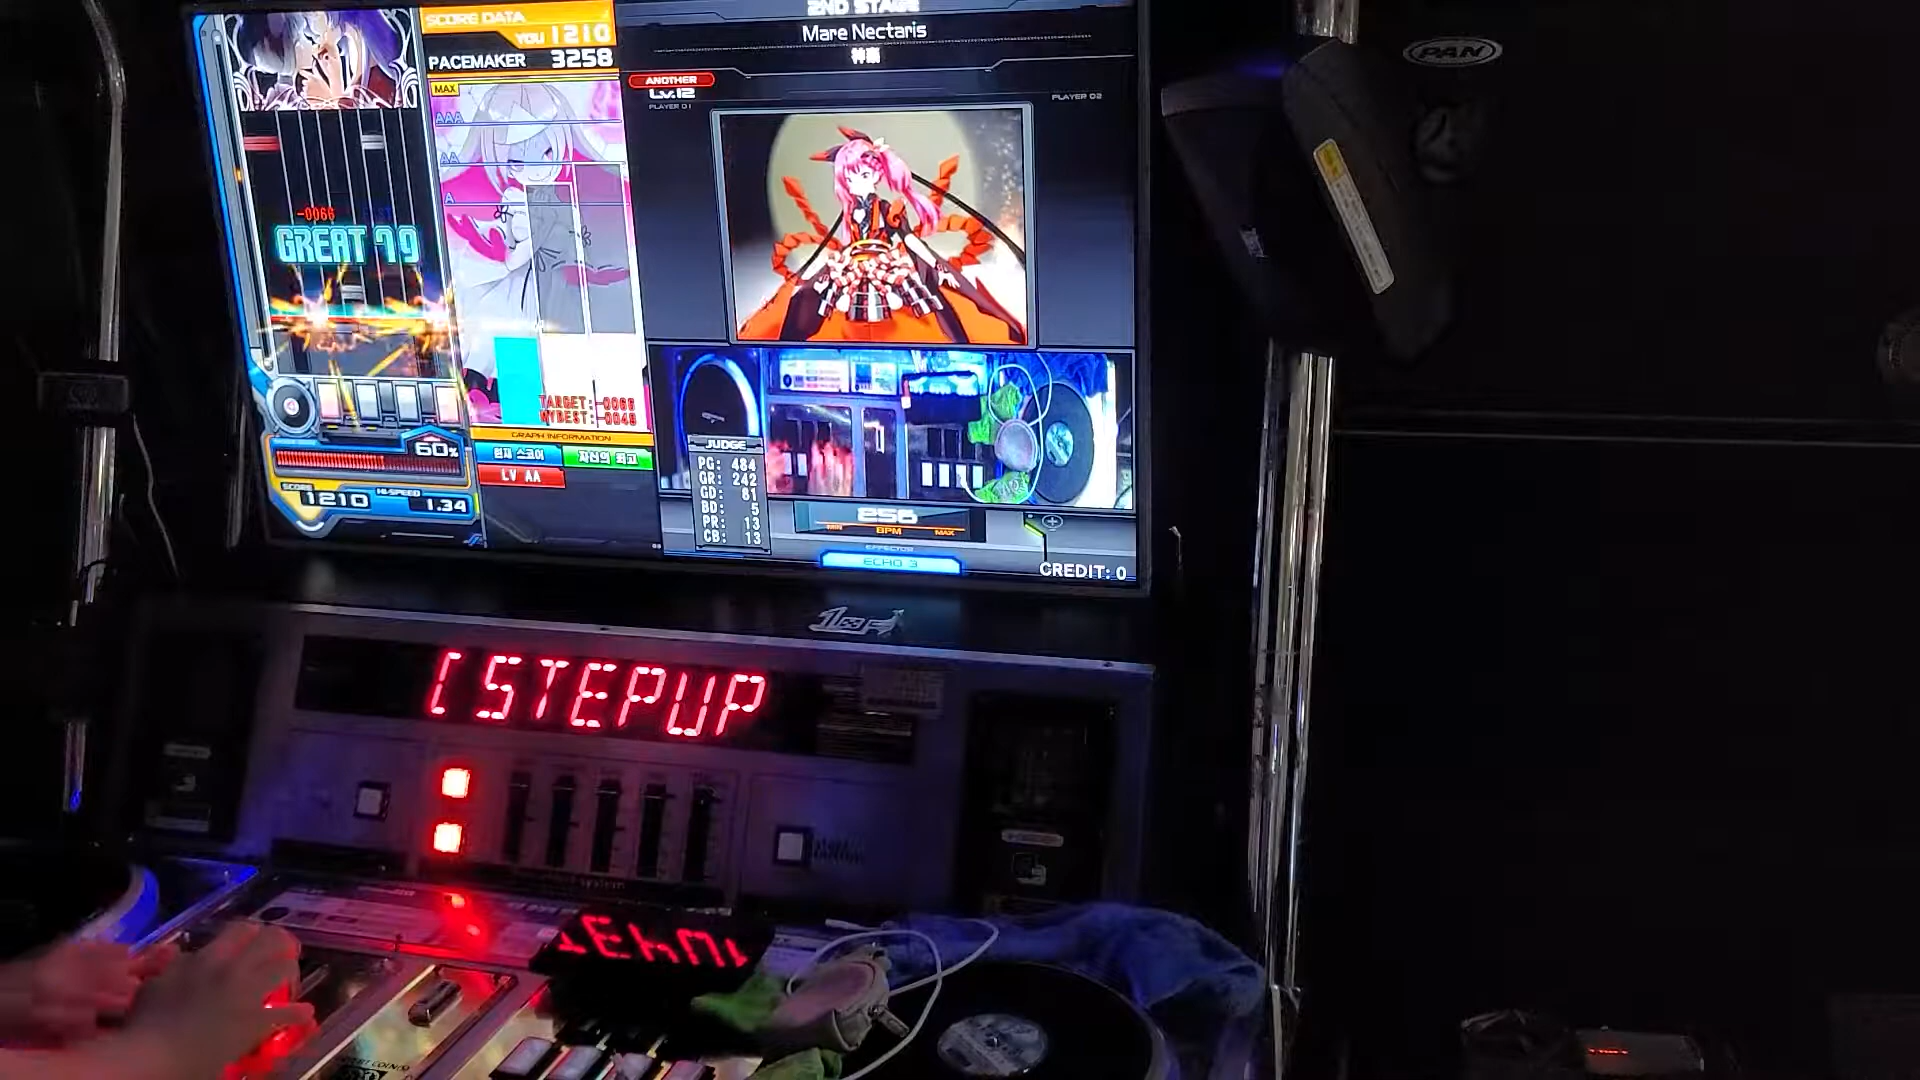 SCORE DATA
YOU 1210
PACEMAKER 3258
MAX
AAA
AA
A
-0066
GREAT 79
TARGET:-0066
MYBEST:-0048
GRAPH INFORMATION
현재 스코어
자신의 최고
LV AA
60%
SCORE
1210
HI-SPEED
1.34
2ND STAGE
Mare Nectaris
ANOTHER
Lv.12
PLAYER 01
PLAYER 02
JUDGE
PG: 484
GR: 242
GD: 81
BD: 5
PR: 13
CB: 13
256
MIN
BPM
MAX
EFFECTOR
ECHO 3
CREDIT: 0
[STEPUP
PAN